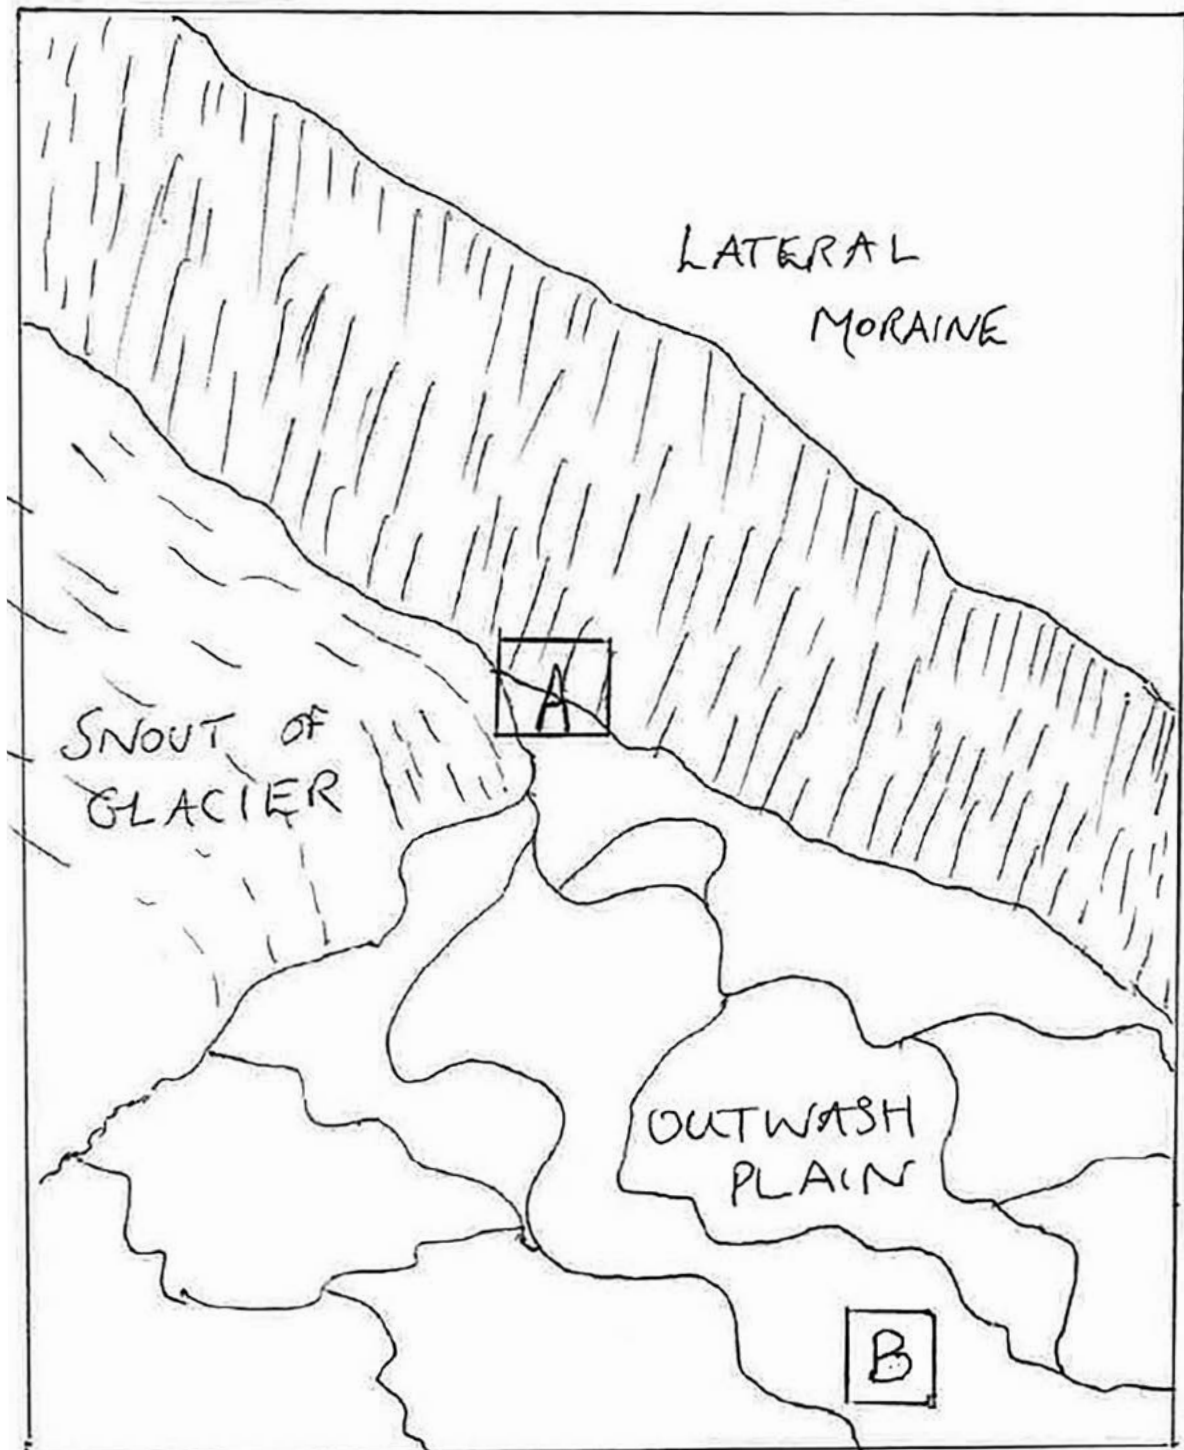 LATERAL
MORAINE
A
SNOUT OF
GLACIER
OUTWASH
PLAIN
B